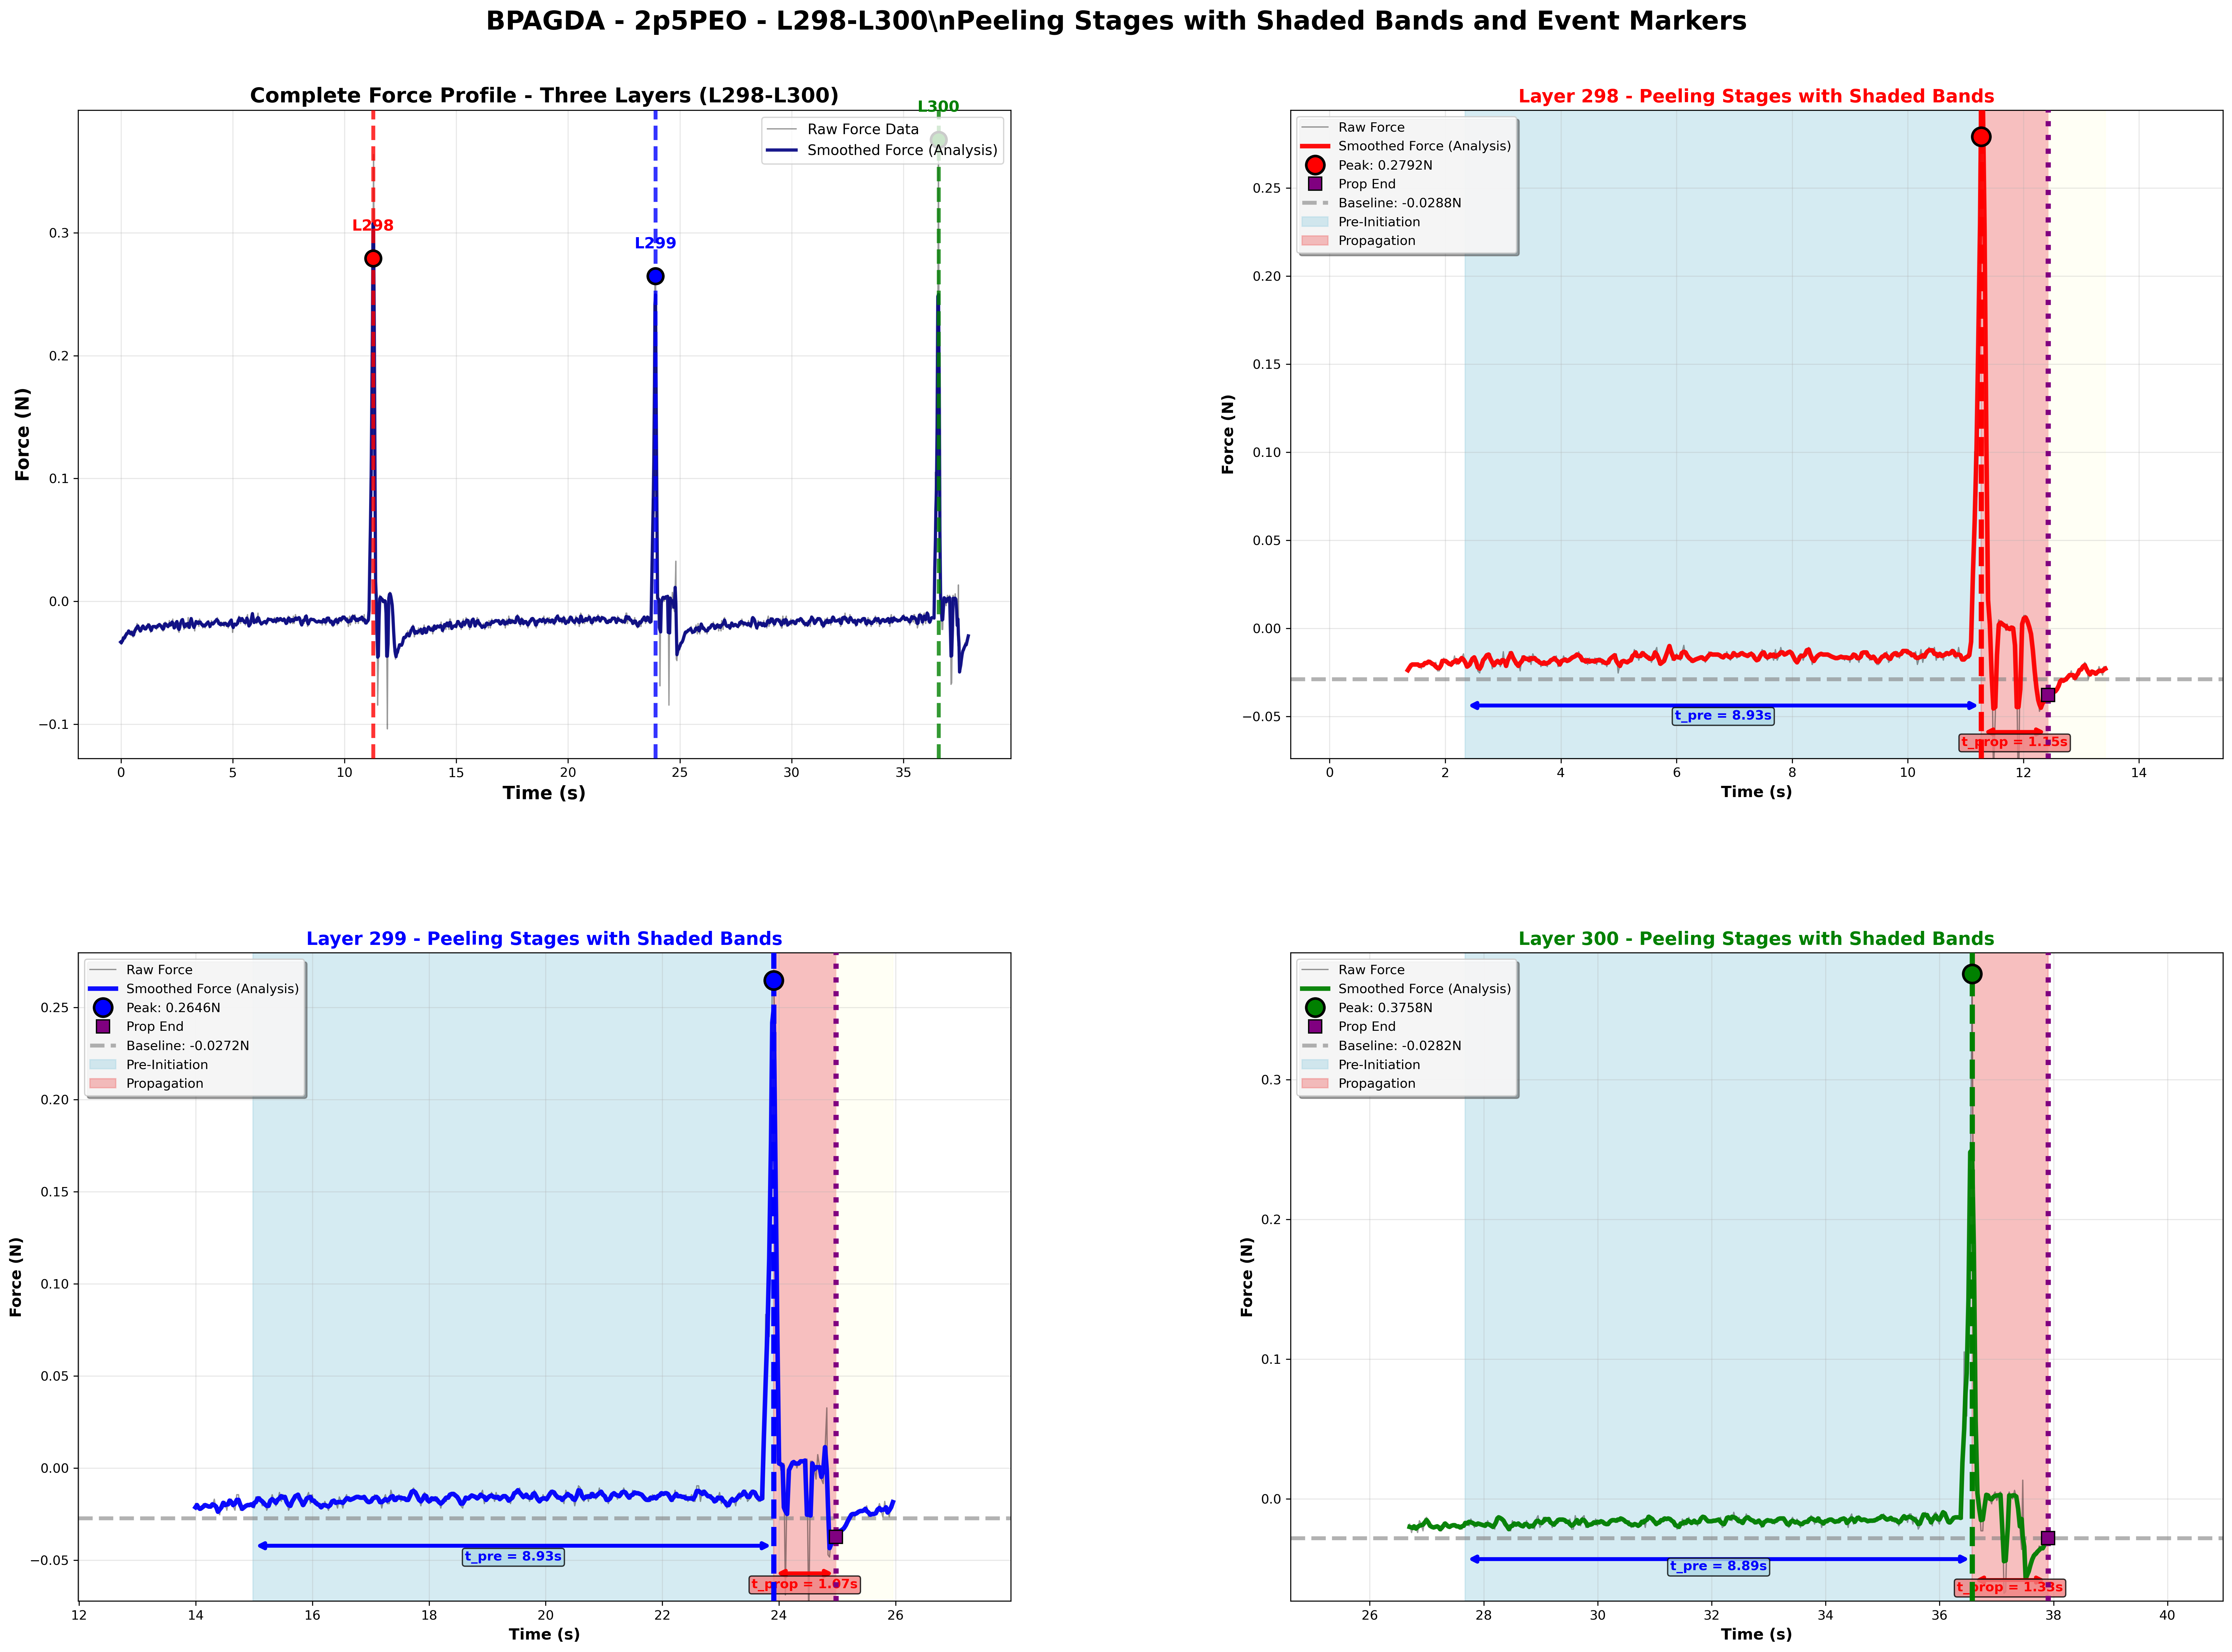 BPAGDA - 2p5PEO - L298-L300\nPeeling Stages with Shaded Bands and Event Markers
Complete Force Profile - Three Layers (L298-L300)
L298
L299
L300
Raw Force Data
Smoothed Force (Analysis)
Force (N)
0.3
0.2
0.1
0.0
−0.1
0
5
10
15
20
25
30
35
Time (s)
Layer 298 - Peeling Stages with Shaded Bands
Raw Force
Smoothed Force (Analysis)
Peak: 0.2792N
Prop End
Baseline: -0.0288N
Pre-Initiation
Propagation
Force (N)
0.25
0.20
0.15
0.10
0.05
0.00
−0.05
t_pre = 8.93s
t_prop = 1.15s
0
2
4
6
8
10
12
14
Time (s)
Layer 299 - Peeling Stages with Shaded Bands
Raw Force
Smoothed Force (Analysis)
Peak: 0.2646N
Prop End
Baseline: -0.0272N
Pre-Initiation
Propagation
Force (N)
0.25
0.20
0.15
0.10
0.05
0.00
−0.05
t_pre = 8.93s
t_prop = 1.07s
12
14
16
18
20
22
24
26
Time (s)
Layer 300 - Peeling Stages with Shaded Bands
Raw Force
Smoothed Force (Analysis)
Peak: 0.3758N
Prop End
Baseline: -0.0282N
Pre-Initiation
Propagation
Force (N)
0.3
0.2
0.1
0.0
t_pre = 8.89s
t_prop = 1.33s
26
28
30
32
34
36
38
40
Time (s)